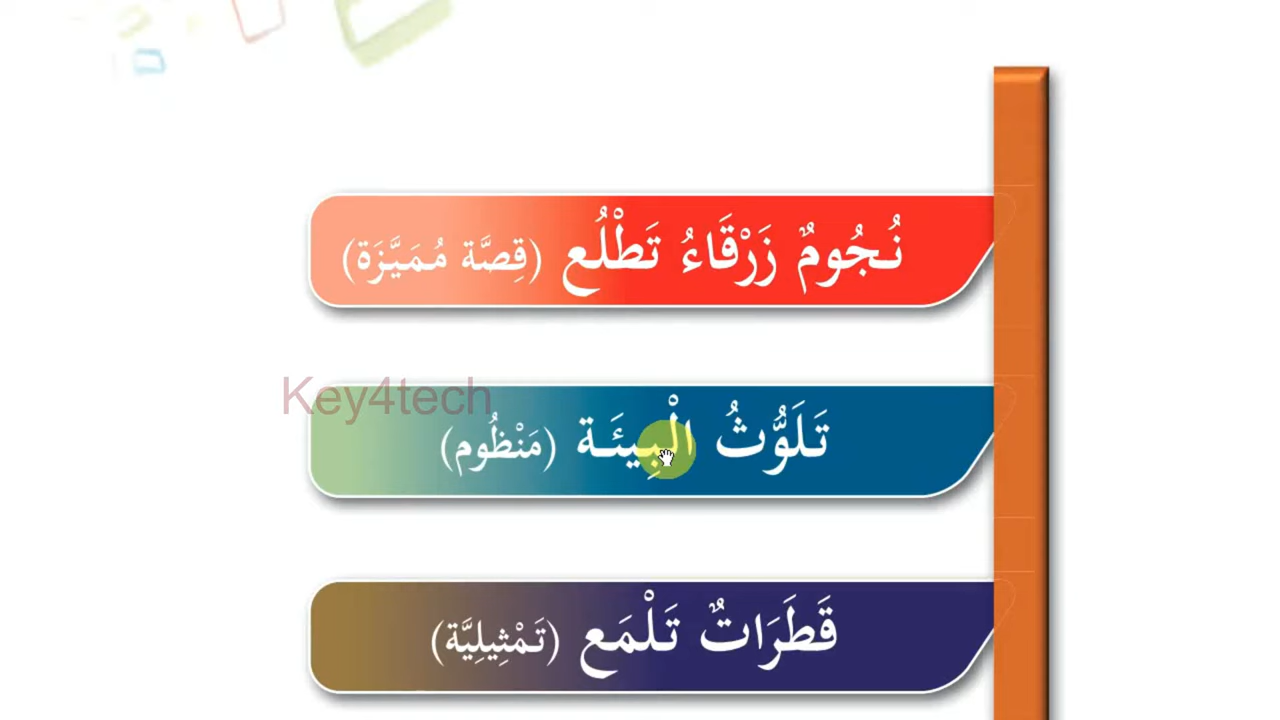 نُجُومٌ زَرْقَاءُ تَطْلُع (قِصَّة مُمَيَّزَة)
Key4tech
تَلَوُّثُ الْبِيئَة (مَنْظُوم)
قَطَرَاتٌ تَلْمَع (تَمْثِيلِيَّة)